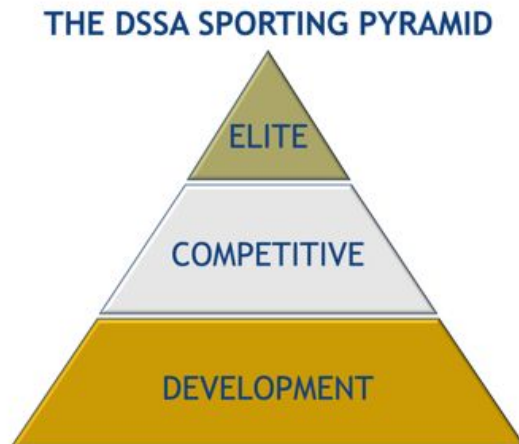 THE DSSA SPORTING PYRAMID
ELITE
COMPETITIVE
DEVELOPMENT